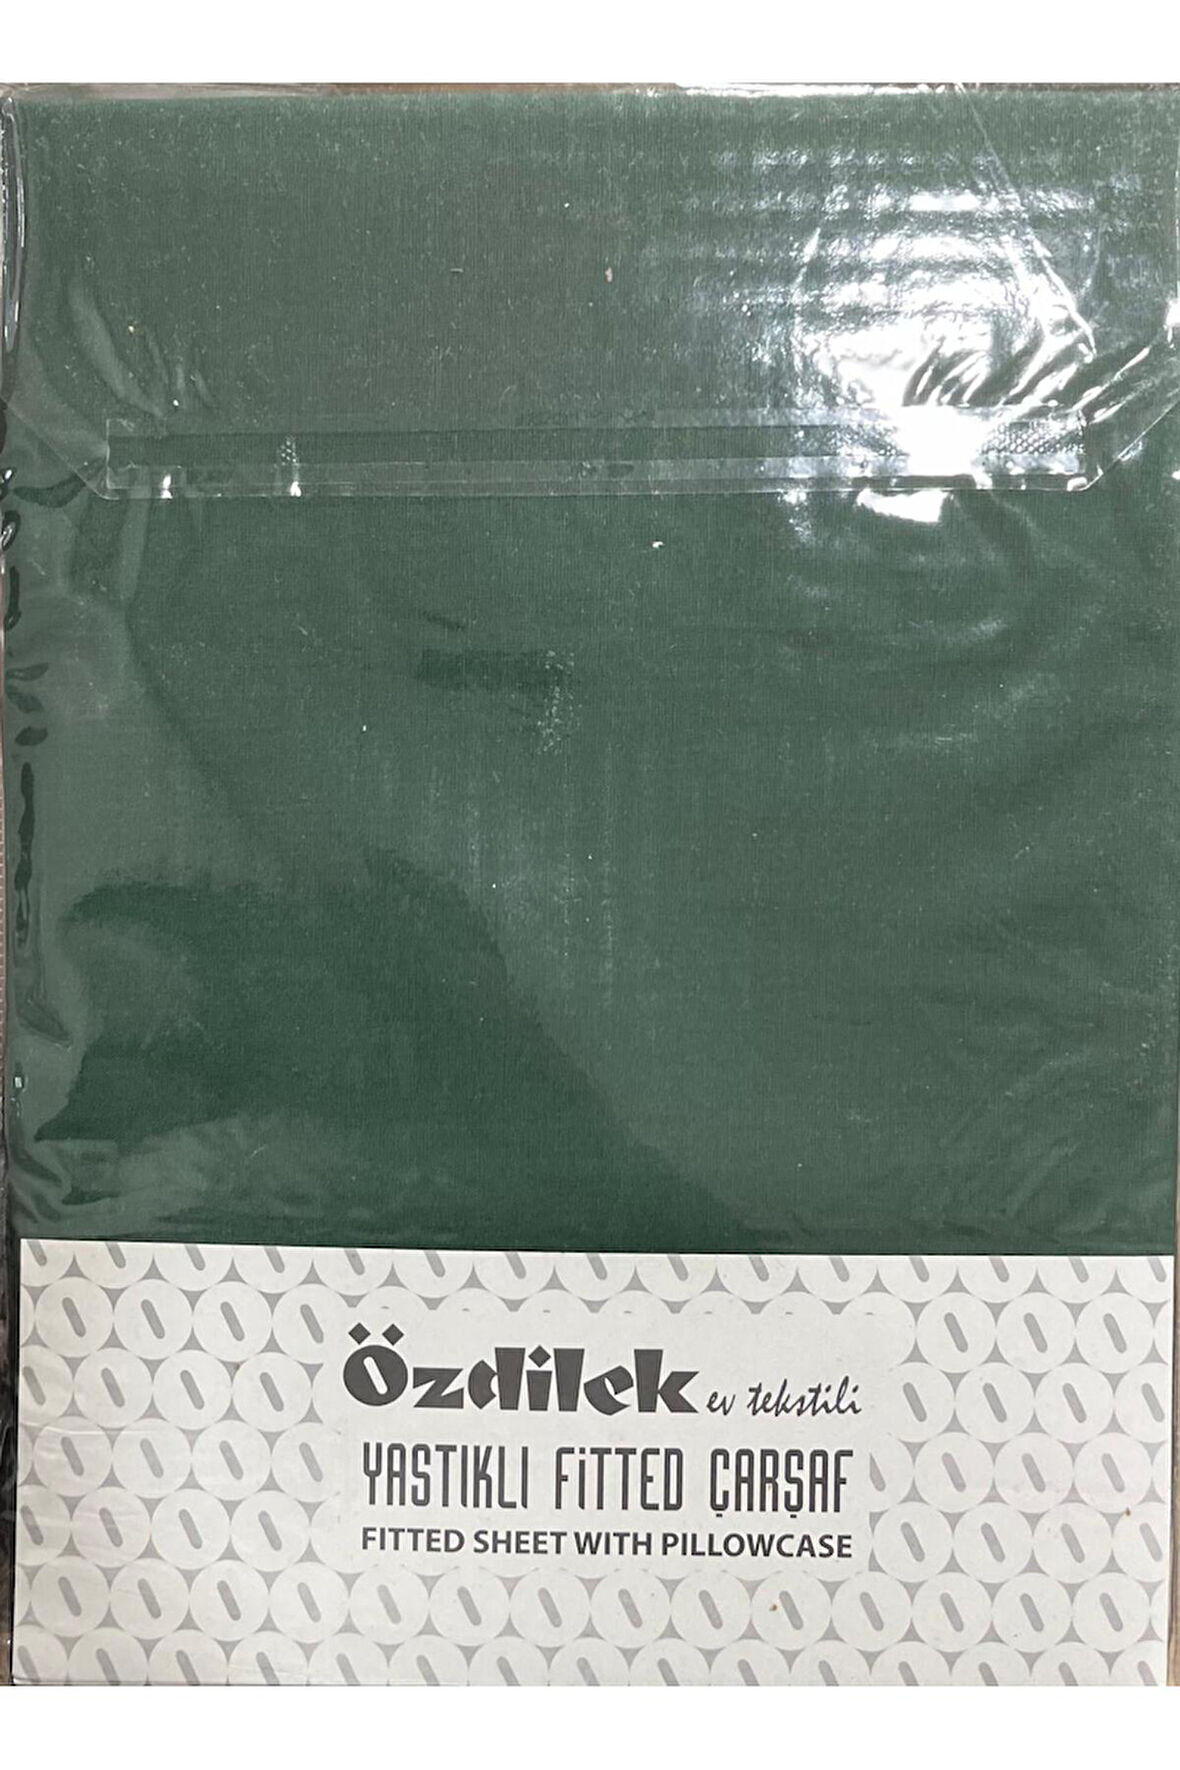 Özdilek ev tekstili
YASTIKLI FİTTED ÇARŞAF
FITTED SHEET WITH PILLOWCASE